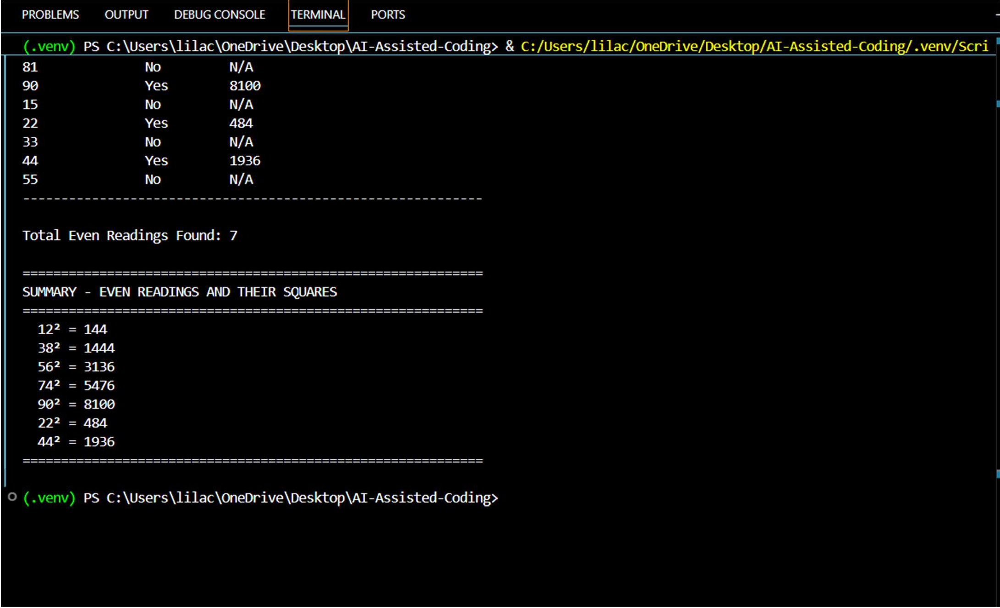 PROBLEMS OUTPUT DEBUG CONSOLE TERMINAL PORTS
(.venv) PS C:\Users\lilac\OneDrive\Desktop\AI-Assisted-Coding> & C:/Users/lilac/OneDrive/Desktop/AI-Assisted-Coding/.venv/Scri
81 No N/A
90 Yes 8100
15 No N/A
22 Yes 484
33 No N/A
44 Yes 1936
55 No N/A
------------------------------------------------------------
Total Even Readings Found: 7
============================================================
SUMMARY - EVEN READINGS AND THEIR SQUARES
============================================================
12² = 144
38² = 1444
56² = 3136
74² = 5476
90² = 8100
22² = 484
44² = 1936
============================================================
(.venv) PS C:\Users\lilac\OneDrive\Desktop\AI-Assisted-Coding>